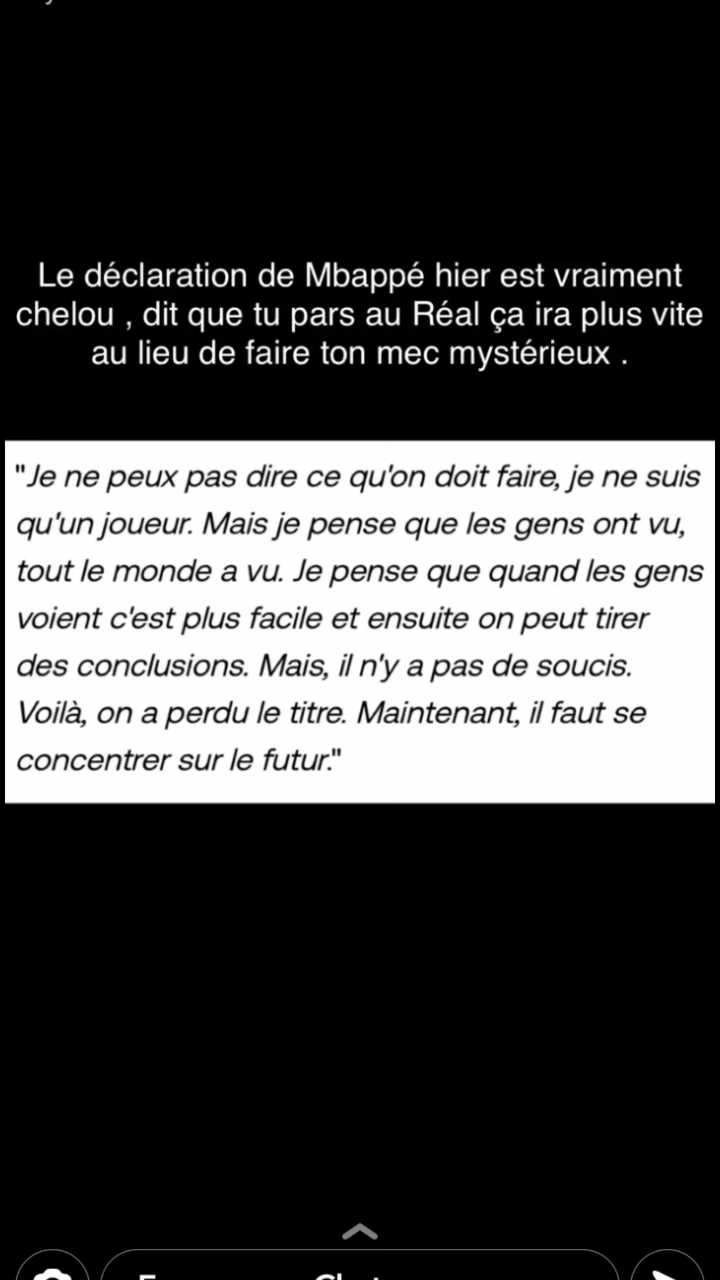 Le déclaration de Mbappé hier est vraiment
chelou , dit que tu pars au Réal ça ira plus vite
au lieu de faire ton mec mystérieux .
"Je ne peux pas dire ce qu'on doit faire, je ne suis
qu'un joueur. Mais je pense que les gens ont vu,
tout le monde a vu. Je pense que quand les gens
voient c'est plus facile et ensuite on peut tirer
des conclusions. Mais, il n'y a pas de soucis.
Voilà, on a perdu le titre. Maintenant, il faut se
concentrer sur le futur."